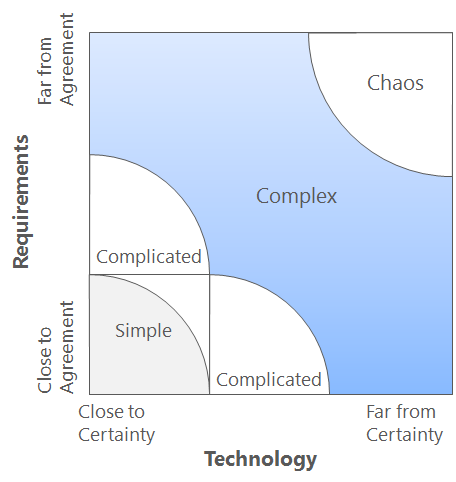 Far from
Agreement
Requirements
Close to
Agreement
Chaos
Complex
Complicated
Simple
Complicated
Close to
Certainty
Far from
Certainty
Technology